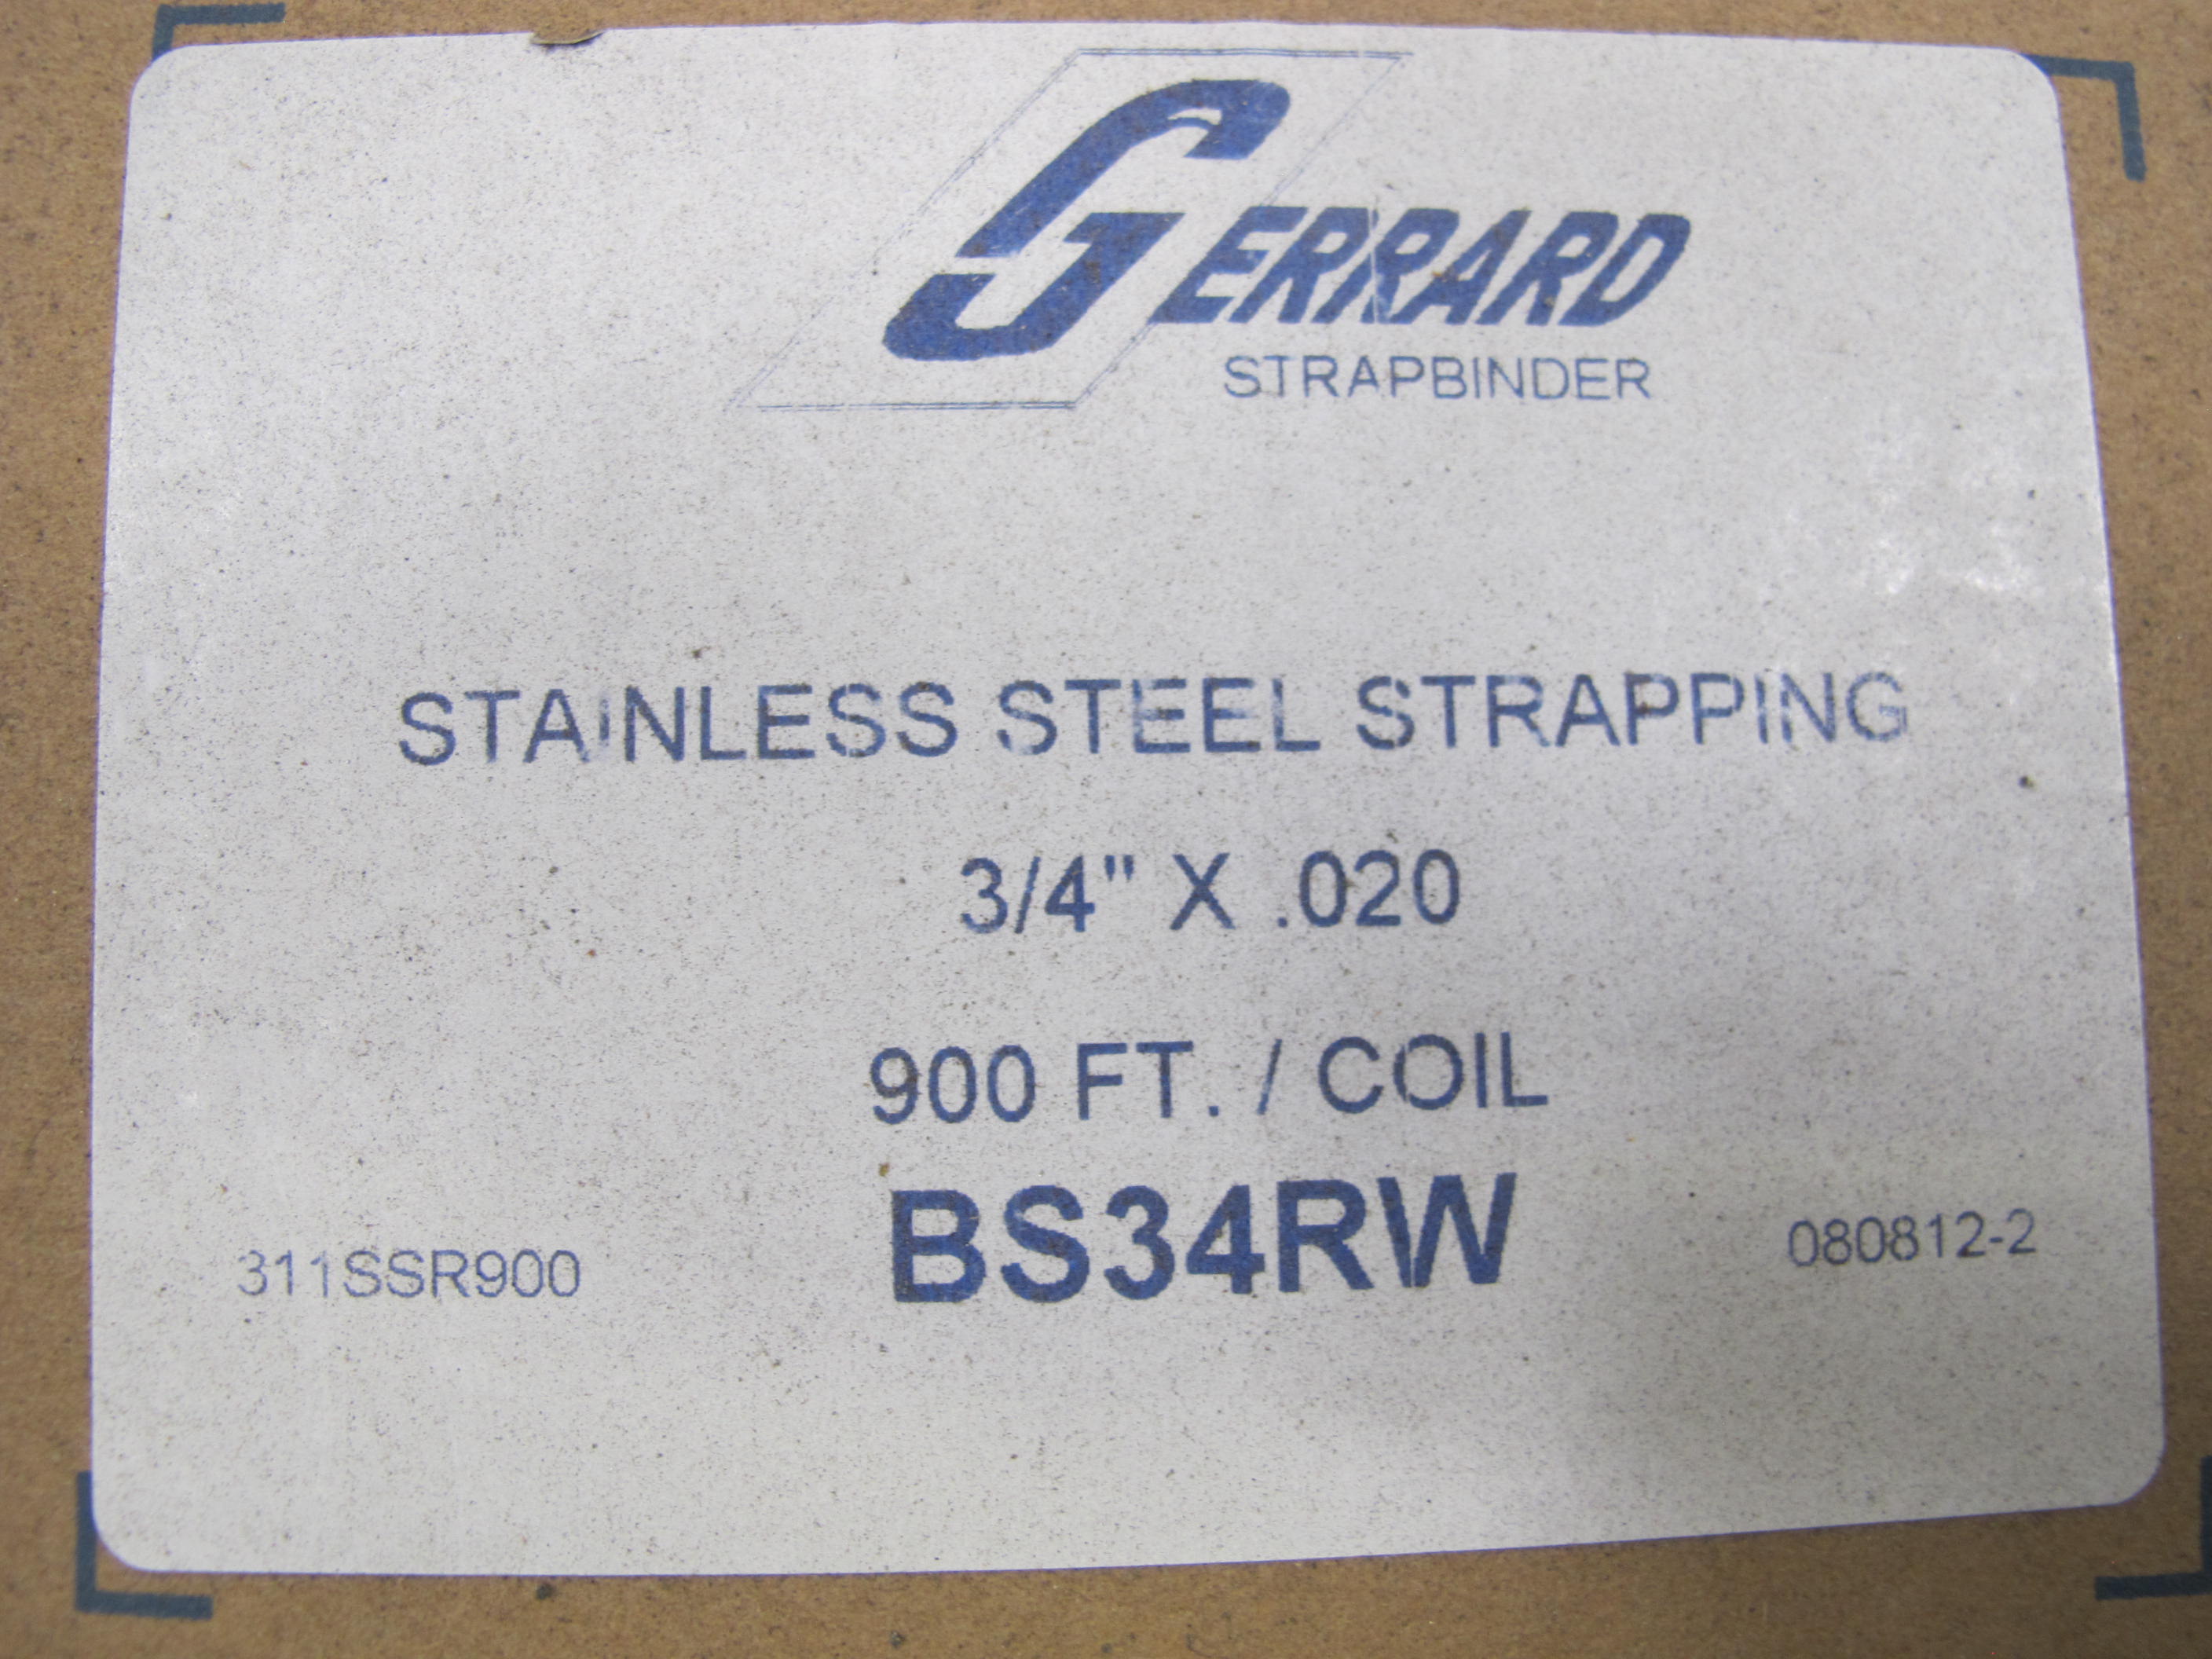 GERRARD
STRAPBINDER
STAINLESS STEEL STRAPPING
3/4" X .020
900 FT. / COIL
311SSR900 BS34RW 080812-2